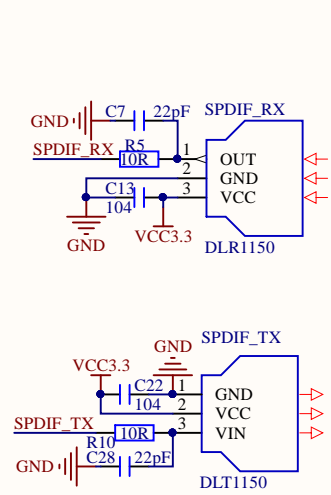 C7 22pF SPDIF_RX
GND
SPDIF_RX R5 1 OUT
10R 2 GND
C13 3 VCC
104
GND VCC3.3 DLR1150
GND SPDIF_TX
VCC3.3
C22 1 GND
104 2 VCC
SPDIF_TX 10R 3 VIN
R10
GND C28 22pF
DLT1150